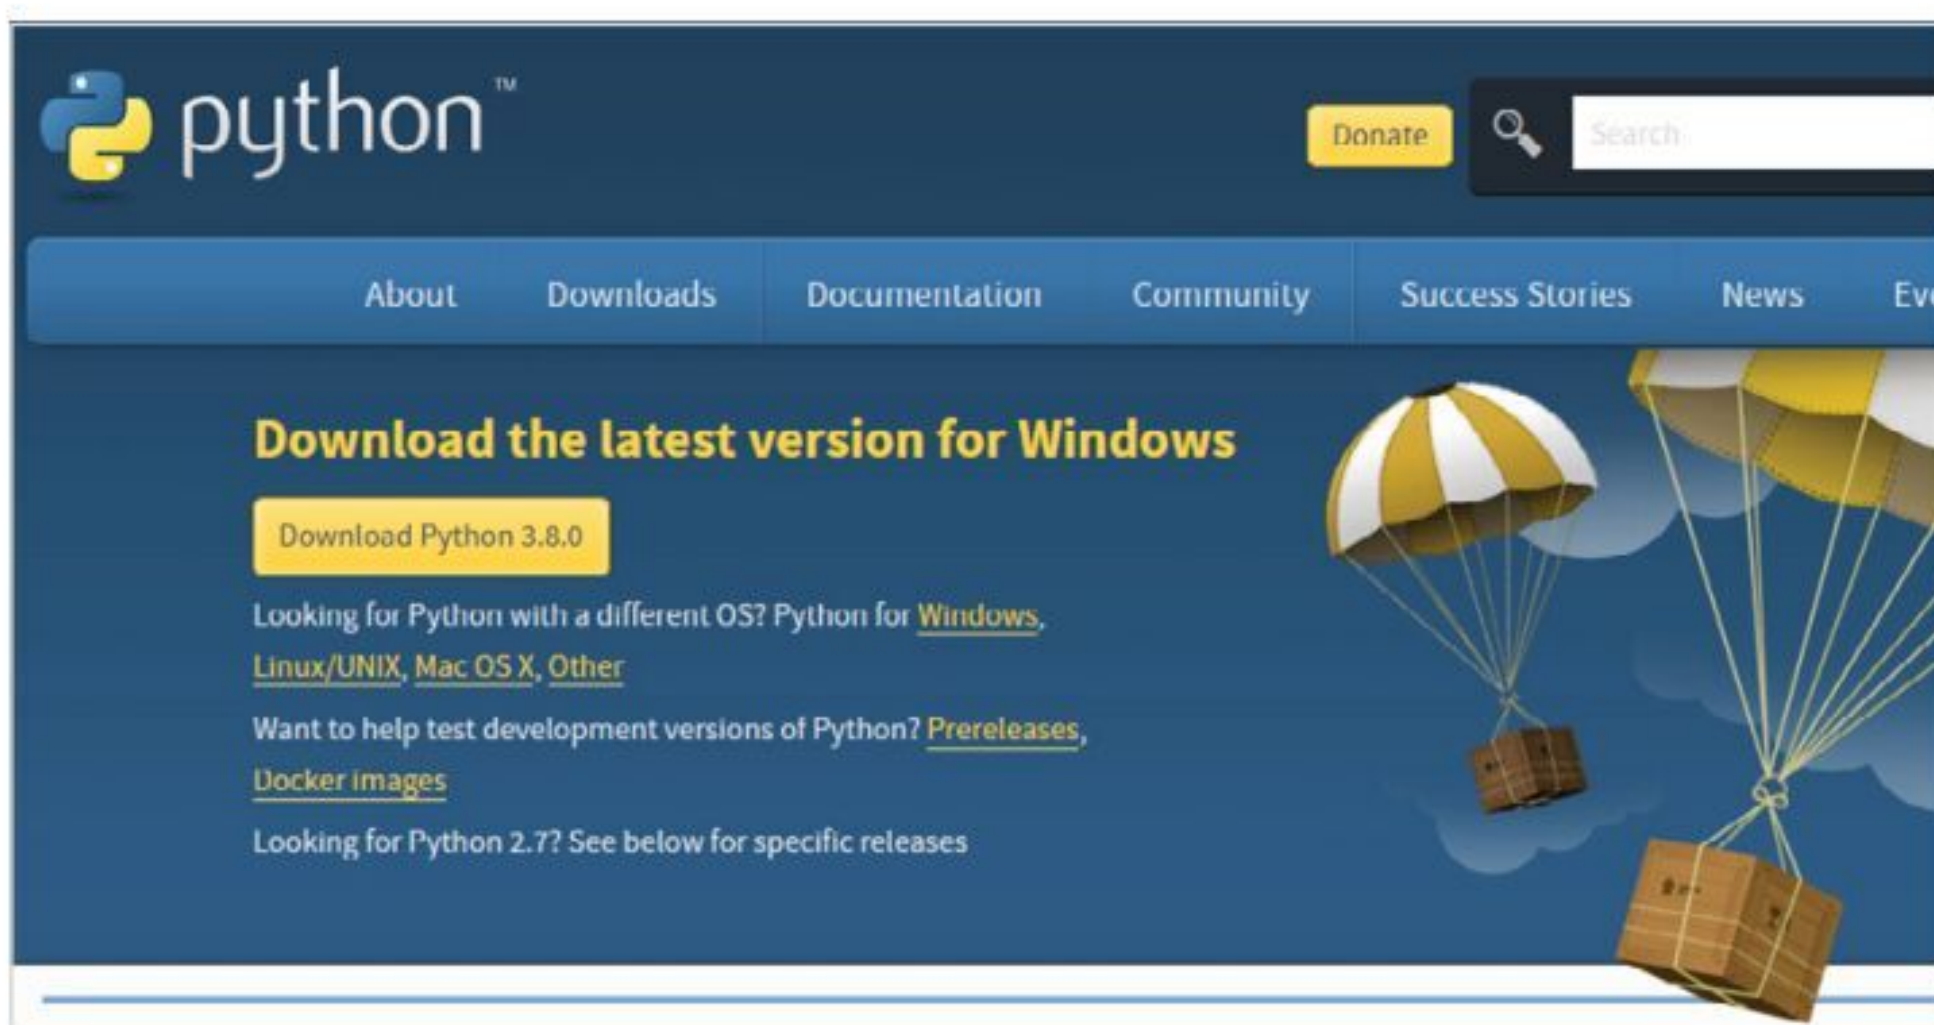 python™
Donate
Search
About Downloads Documentation Community Success Stories News
Download the latest version for Windows
Download Python 3.8.0
Looking for Python with a different OS? Python for Windows,
Linux/UNIX, Mac OS X, Other
Want to help test development versions of Python? Prereleases,
Docker images
Looking for Python 2.7? See below for specific releases